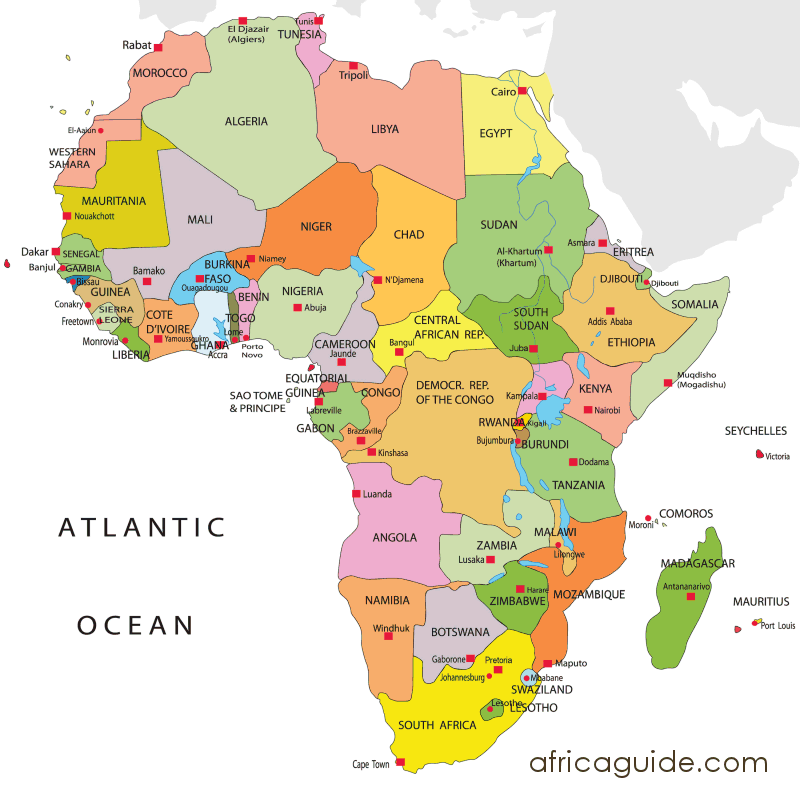 Tunis
El Djazair
(Algiers)
TUNESIA
Rabat
MOROCCO
Tripoli
Cairo
ALGERIA
LIBYA
EGYPT
El-Aaiun
WESTERN
SAHARA
MAURITANIA
Nouakchott
MALI
NIGER
CHAD
SUDAN
Asmara
ERITREA
Al-Khartum
(Khartum)
Dakar
SENEGAL
Banjul
GAMBIA
Bissau
Bamako
BURKINA
FASO
Ouagadougou
Niamey
N'Djamena
DJIBOUTI
Djibouti
GUINEA
Conakry
SIERRA
LEONE
Freetown
Monrovia
LIBERIA
COTE
D'IVOIRE
Yamoussoukro
GHANA
Accra
TOGO
Lome
BENIN
Porto
Novo
NIGERIA
Abuja
SOMALIA
SOUTH
SUDAN
Juba
Addis Ababa
ETHIOPIA
CENTRAL
AFRICAN REP.
Bangul
CAMEROON
Jaunde
EQUATORIAL
GUINEA
SAO TOME
& PRINCIPE
Labreville
GABON
CONGO
Brazzaville
Kinshasa
DEMOCR. REP.
OF THE CONGO
Kampala
KENYA
Nairobi
Muqdisho
(Mogadishu)
RWANDA
Kigali
Bujumbura
BURUNDI
Dodama
TANZANIA
SEYCHELLES
Victoria
Luanda
ANGOLA
ZAMBIA
Lusaka
MALAWI
Lilongwe
COMOROS
Moroni
ATLANTIC
OCEAN
MADAGASCAR
Antananarivo
MAURITIUS
Port Louis
NAMIBIA
Windhuk
BOTSWANA
Gaborone
ZIMBABWE
Harare
MOZAMBIQUE
Pretoria
Johannesburg
Maputo
Mbabane
SWAZILAND
Lesotho
LESOTHO
SOUTH AFRICA
Cape Town
africaguide.com